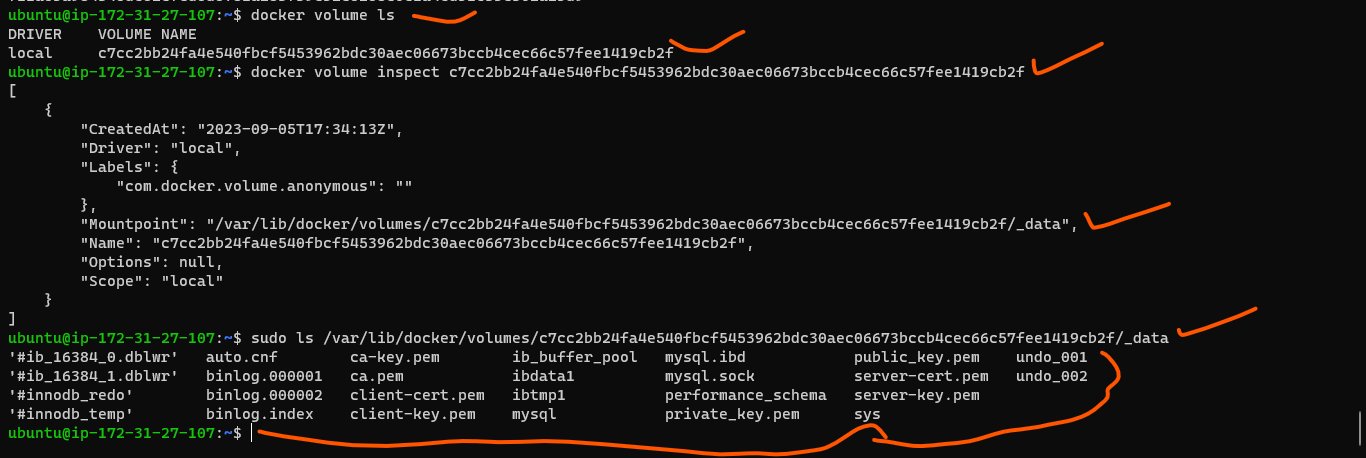 ubuntu@ip-172-31-27-107:~$ docker volume ls
DRIVER    VOLUME NAME
local     c7cc2bb24fa4e540fbcf5453962bdc30aec06673bccb4cec66c57fee1419cb2f
ubuntu@ip-172-31-27-107:~$ docker volume inspect c7cc2bb24fa4e540fbcf5453962bdc30aec06673bccb4cec66c57fee1419cb2f
[
    {
        "CreatedAt": "2023-09-05T17:34:13Z",
        "Driver": "local",
        "Labels": {
            "com.docker.volume.anonymous": ""
        },
        "Mountpoint": "/var/lib/docker/volumes/c7cc2bb24fa4e540fbcf5453962bdc30aec06673bccb4cec66c57fee1419cb2f/_data",
        "Name": "c7cc2bb24fa4e540fbcf5453962bdc30aec06673bccb4cec66c57fee1419cb2f",
        "Options": null,
        "Scope": "local"
    }
]
ubuntu@ip-172-31-27-107:~$ sudo ls /var/lib/docker/volumes/c7cc2bb24fa4e540fbcf5453962bdc30aec06673bccb4cec66c57fee1419cb2f/_data
'#ib_16384_0.dblwr'   auto.cnf        ca-key.pem        ib_buffer_pool   mysql.ibd            public_key.pem    undo_001
'#ib_16384_1.dblwr'   binlog.000001   ca.pem            ibdata1          mysql.sock           server-cert.pem   undo_002
'#innodb_redo'        binlog.000002   client-cert.pem   ibtmp1           performance_schema   server-key.pem
'#innodb_temp'        binlog.index    client-key.pem    mysql            private_key.pem      sys
ubuntu@ip-172-31-27-107:~$